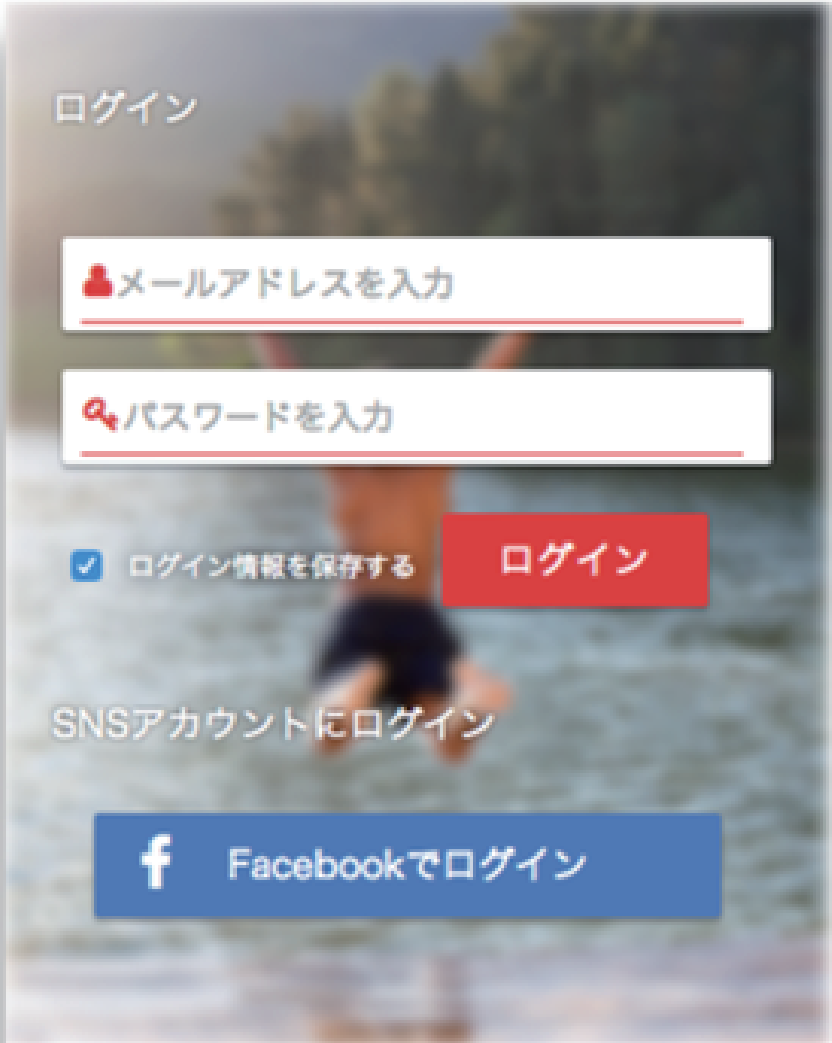 ログイン
メールアドレスを入力
パスワードを入力
ログイン情報を保存する
ログイン
SNSアカウントにログイン
Facebookでログイン